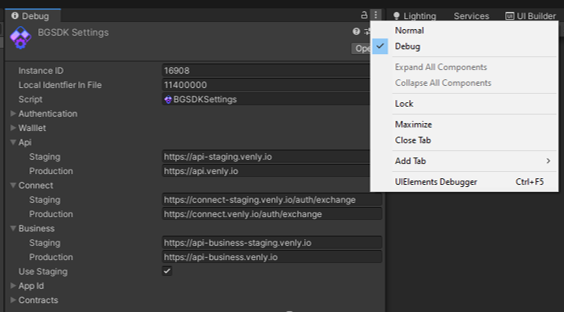 Debug
Lighting
Services
UI Builder
BGSDK Settings
Ope
Normal
Debug
Expand All Components
Collapse All Components
Lock
Maximize
Close Tab
Add Tab
UIElements Debugger Ctrl+F5
Instance ID 16908
Local Identfier In File 11400000
Script BGSDKSettings
Authentication
Waillet
Api
Staging https://api-staging.venly.io
Production https://api.venly.io
Connect
Staging https://connect-staging.venly.io/auth/exchange
Production https://connect.venly.io/auth/exchange
Business
Staging https://api-business-staging.venly.io
Production https://api-business.venly.io
Use Staging
App Id
Contracts